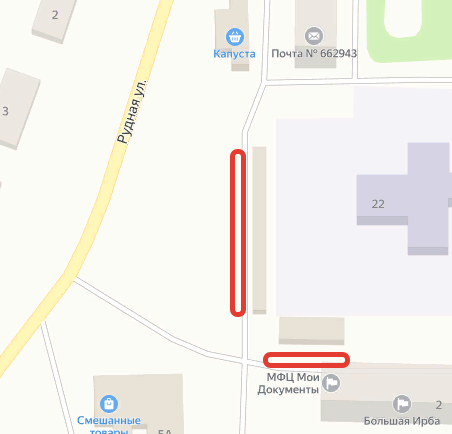 2
Капуста
Почта № 662943
3
Рудная ул.
22
МФЦ Мои
Документы
Смешанные
товары
5А
2
Большая Ирба